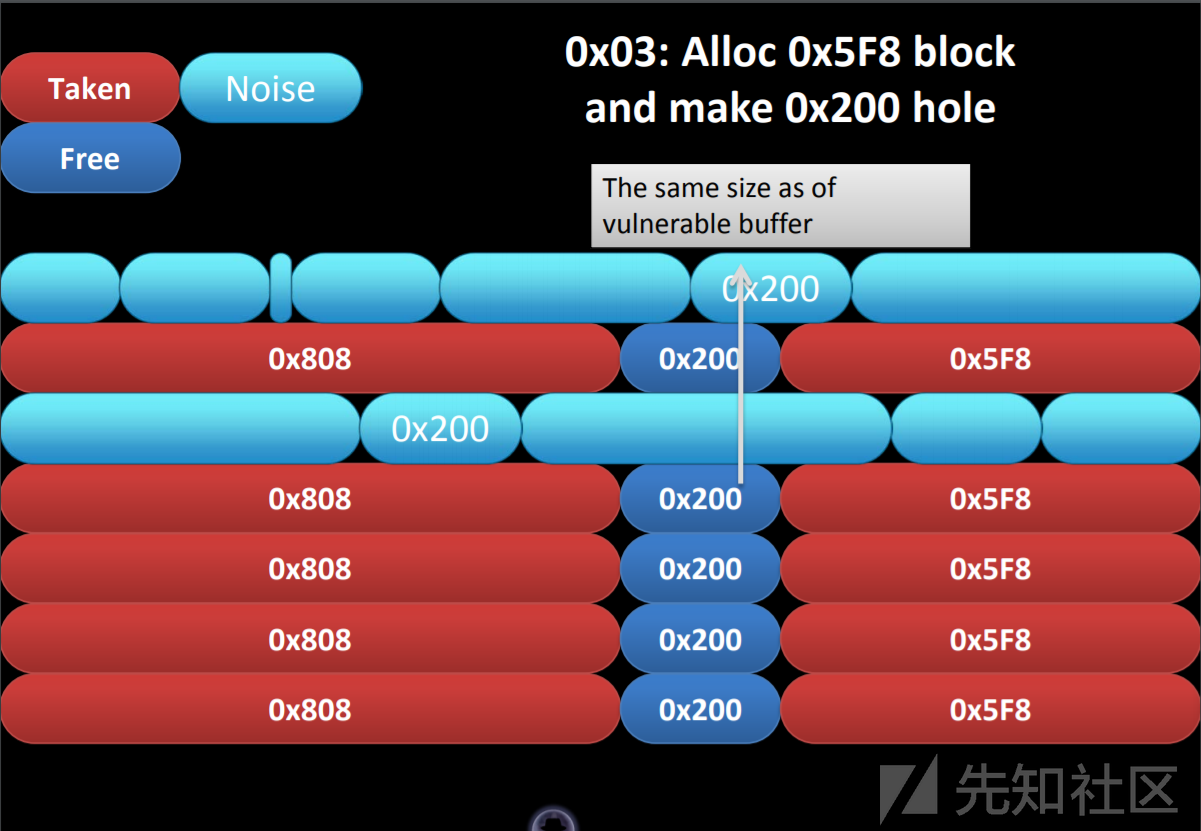 0x03: Alloc 0x5F8 block
and make 0x200 hole
Taken
Noise
Free
The same size as of
vulnerable buffer
0x200
0x808 0x200 0x5F8
0x200
0x808 0x200 0x5F8
0x808 0x200 0x5F8
0x808 0x200 0x5F8
0x808 0x200 0x5F8
先知社区